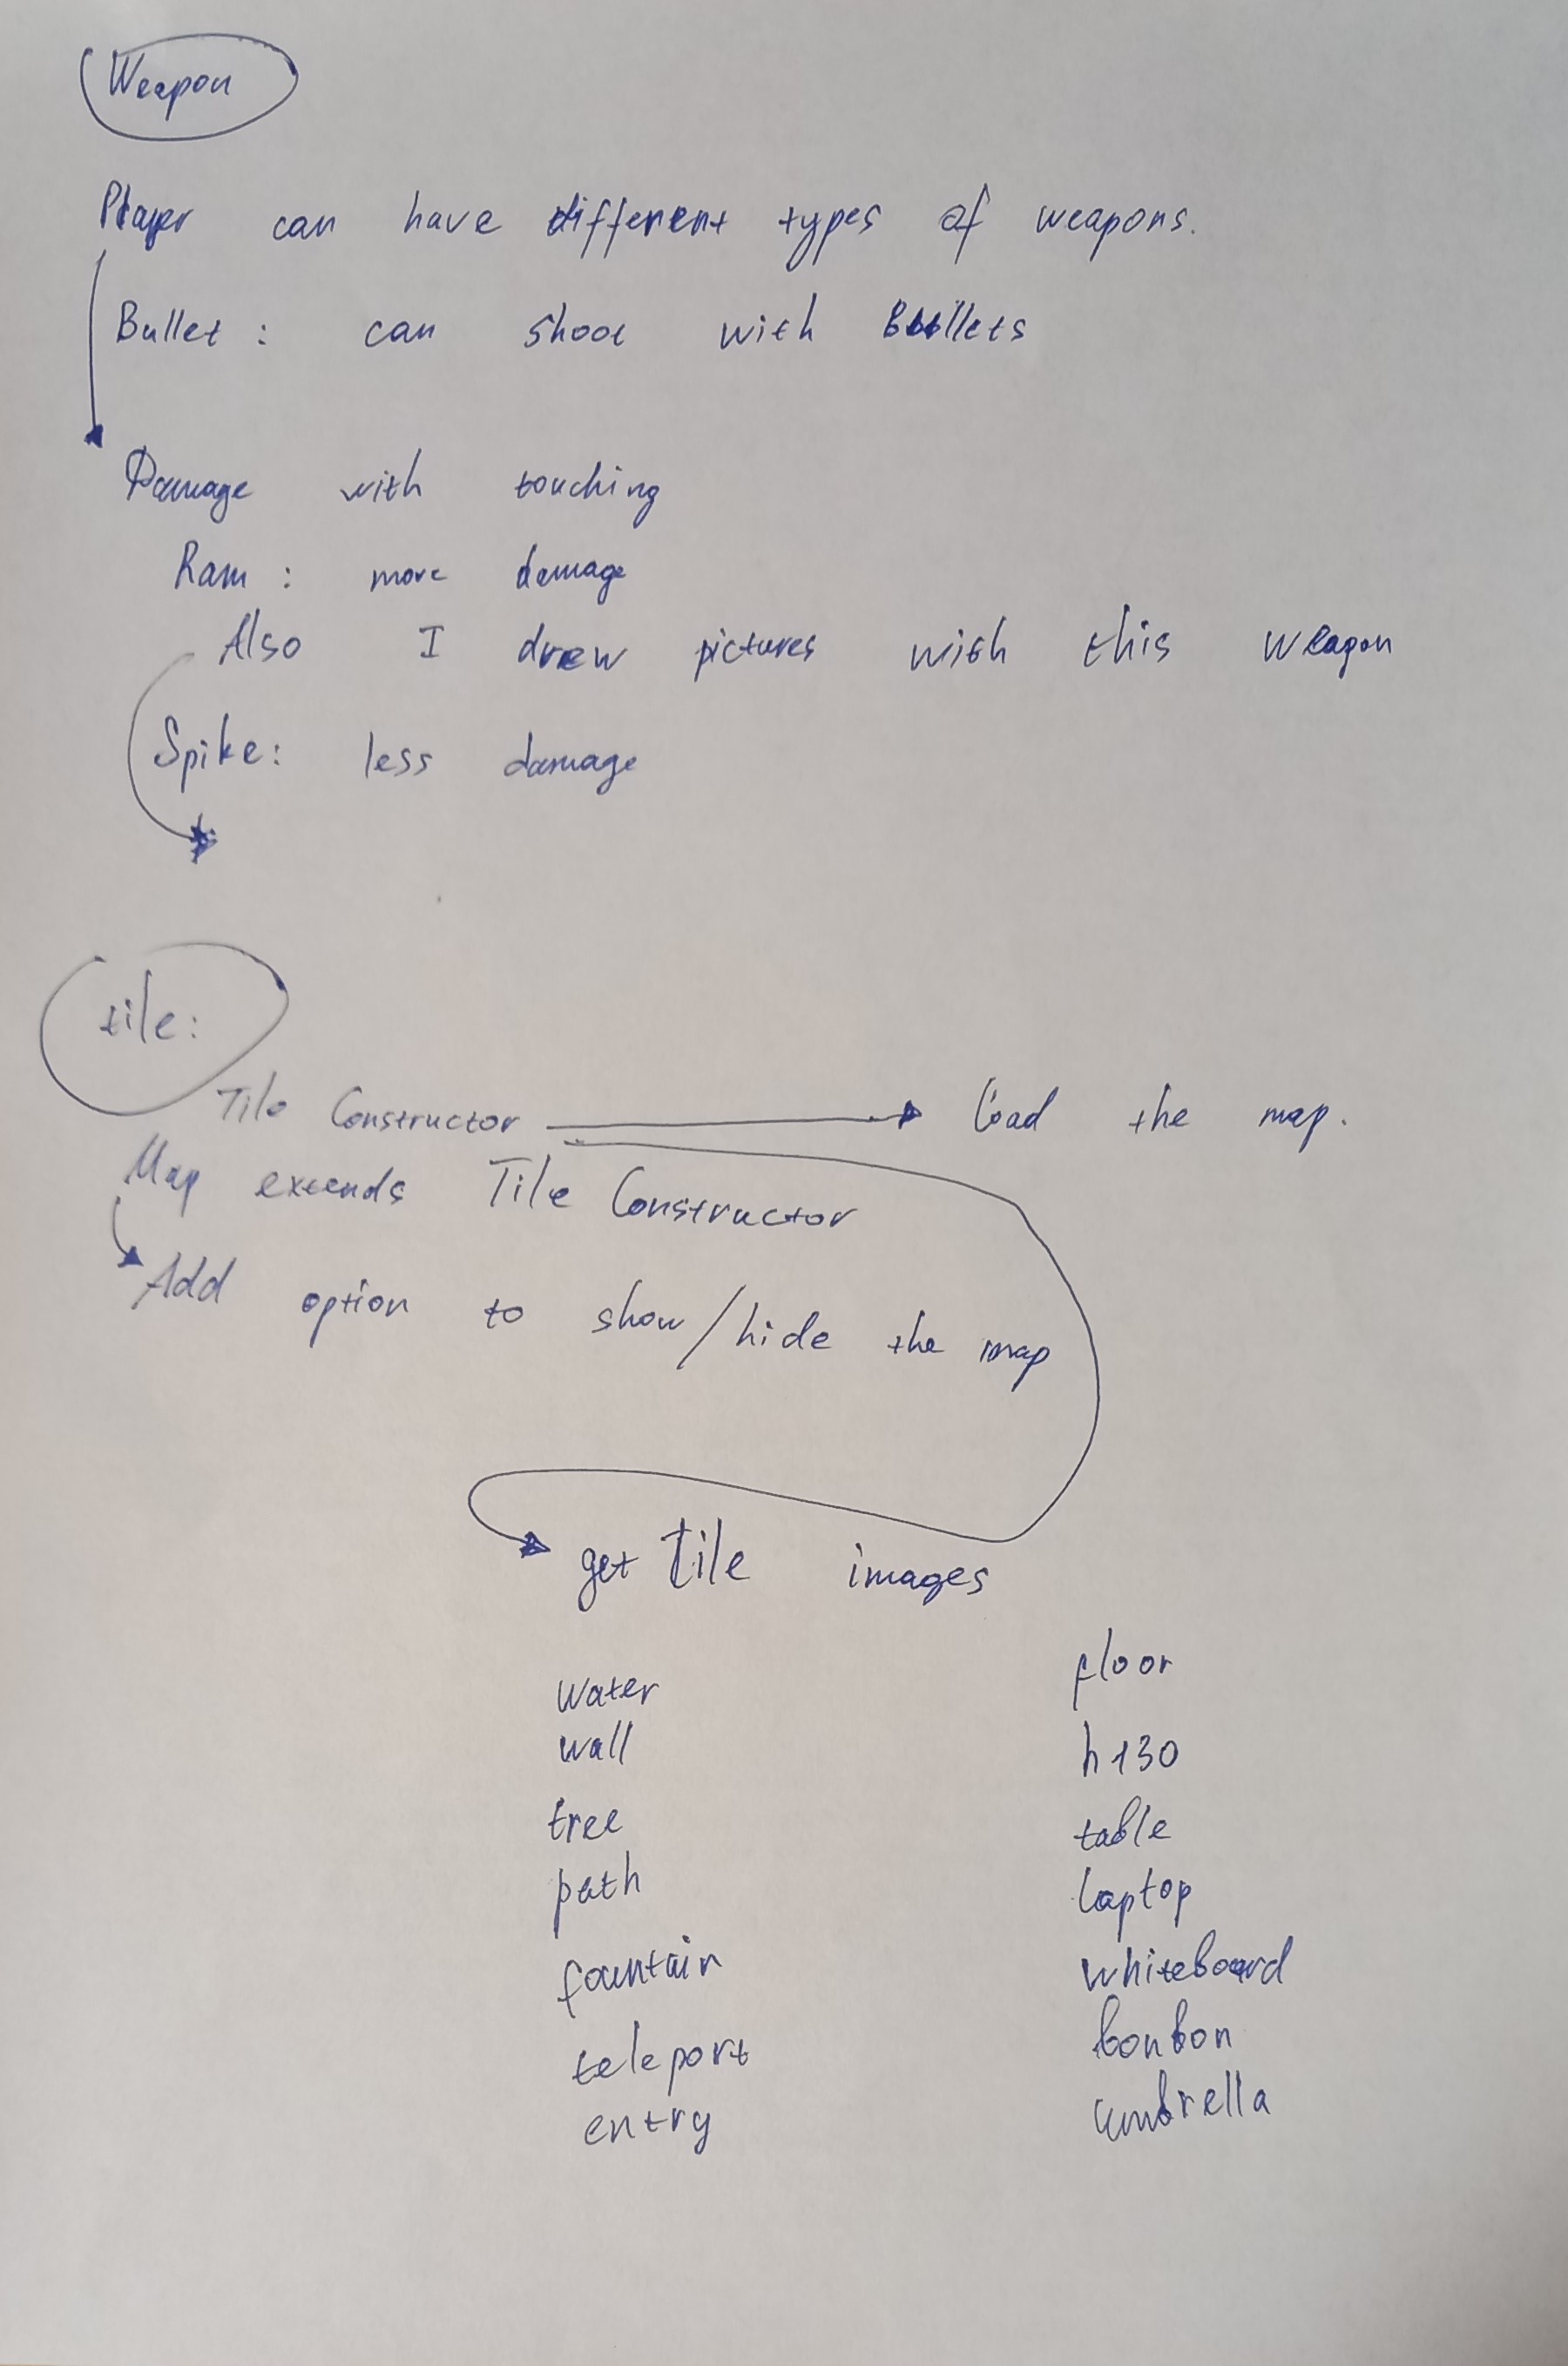 Weapon
Player can have different types of weapons.
Bullet: can shoot with Bullets
Damage with touching
Ram: more damage
Also I drew pictures with this weapon
Spike: less damage
tile:
Tile Constructor load the map.
Map extends Tile Constructor
Add option to show/hide the map
get tile images
water floor
wall h130
tree table
path laptop
fountain whiteboard
teleport bonbon
entry umbrella